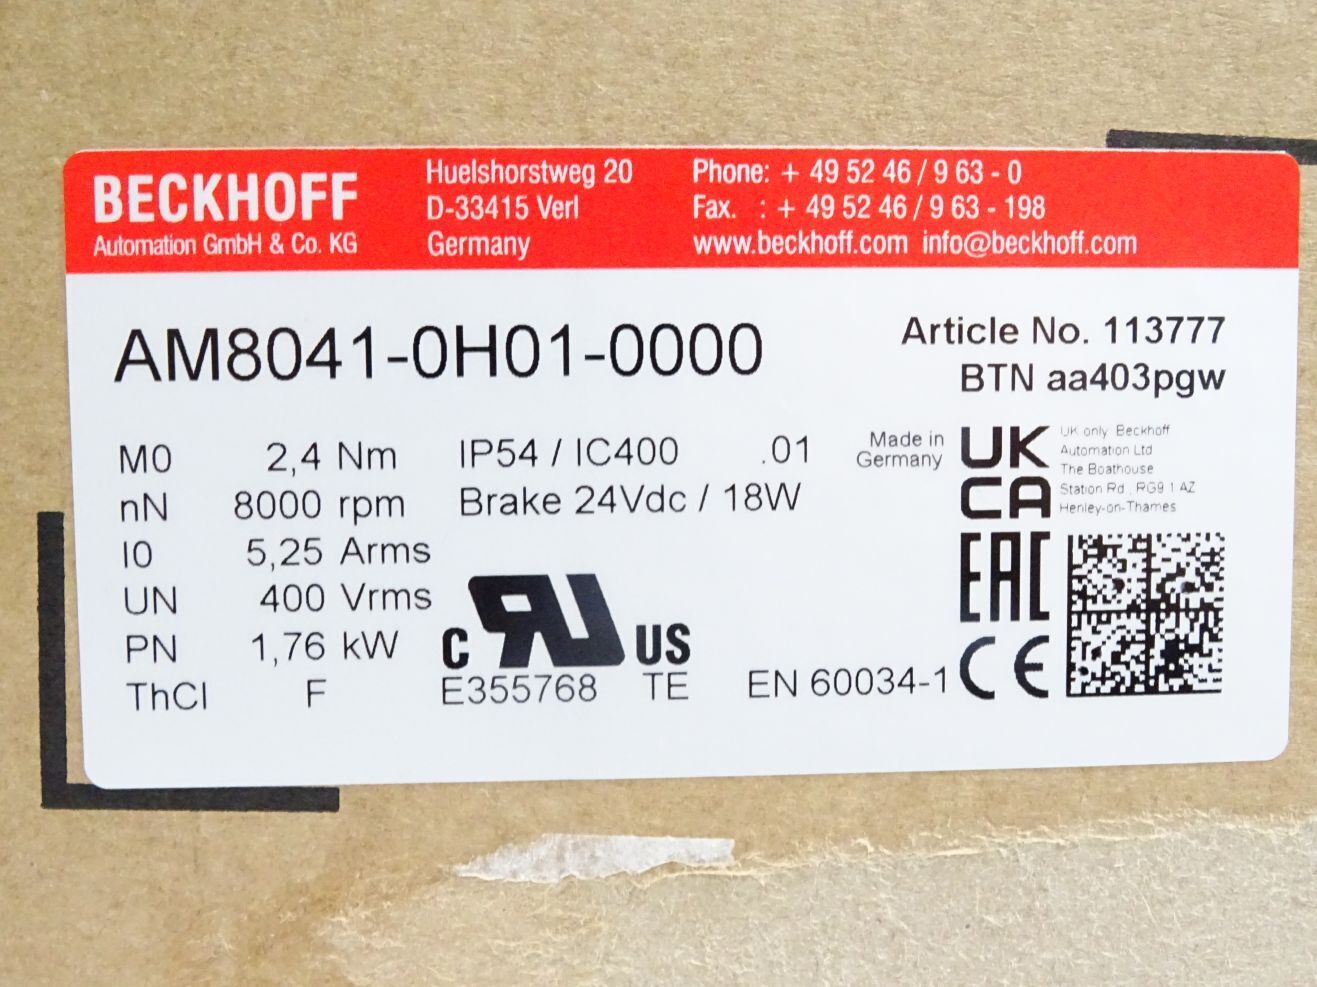 BECKHOFF
Automation GmbH & Co. KG
Huelshorstweg 20
D-33415 Verl
Germany
Phone: + 49 52 46 / 9 63 - 0
Fax. : + 49 52 46 / 9 63 - 198
www.beckhoff.com info@beckhoff.com
AM8041-0H01-0000
Article No. 113777
BTN aa403pgw
M0 2,4 Nm
nN 8000 rpm
I0 5,25 Arms
UN 400 Vrms
PN 1,76 kW
ThCl F
IP54 / IC400 .01
Brake 24Vdc / 18W
C RU US
E355768 TE
EN 60034-1
Made in
Germany
UK
CA
UK only Beckhoff
Automation Ltd
The Boathouse
Station Rd., RG9 1 AZ
Henley-on-Thames
EAC
CE